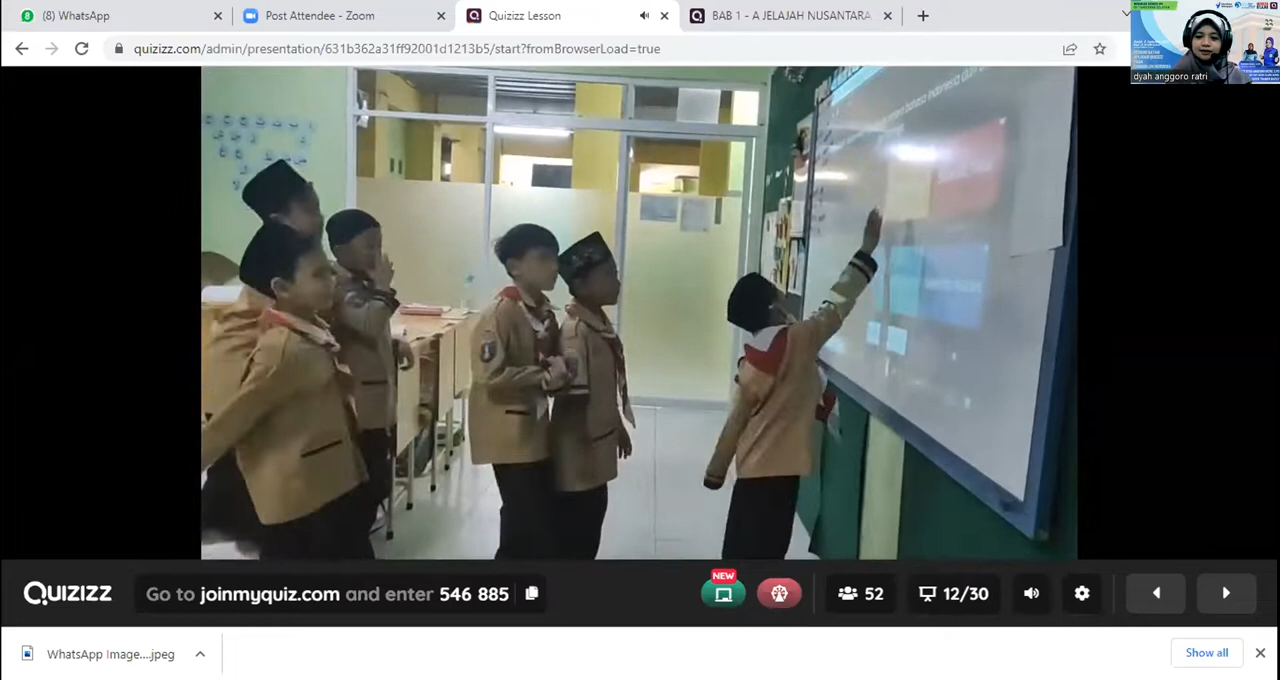 (8) WhatsApp
Post Attendee - Zoom
Quizizz Lesson
BAB 1 - A JELAJAH NUSANTARA
quizizz.com/admin/presentation/631b362a31ff92001d1213b5/start?fromBrowserLoad=true
dyah anggoro ratri
QUIZIZZ
Go to joinmyquiz.com and enter 546 885
NEW
52
12/30
WhatsApp Image....jpeg
Show all